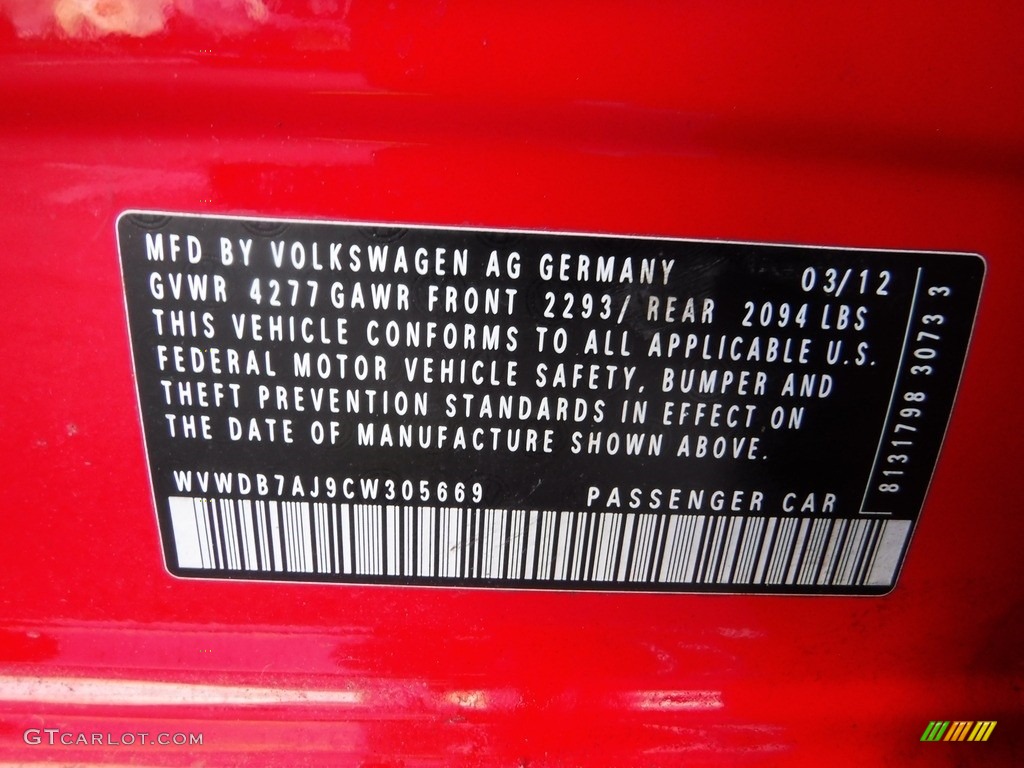 MFD BY VOLKSWAGEN AG GERMANY 03/12
GVWR 4277 GAWR FRONT 2293/ REAR 2094 LBS
THIS VEHICLE CONFORMS TO ALL APPLICABLE U.S.
FEDERAL MOTOR VEHICLE SAFETY, BUMPER AND
THEFT PREVENTION STANDARDS IN EFFECT ON
THE DATE OF MANUFACTURE SHOWN ABOVE.
WVWDB7AJ9CW305669 PASSENGER CAR
8131798 3073 3
GTCARLOT.COM